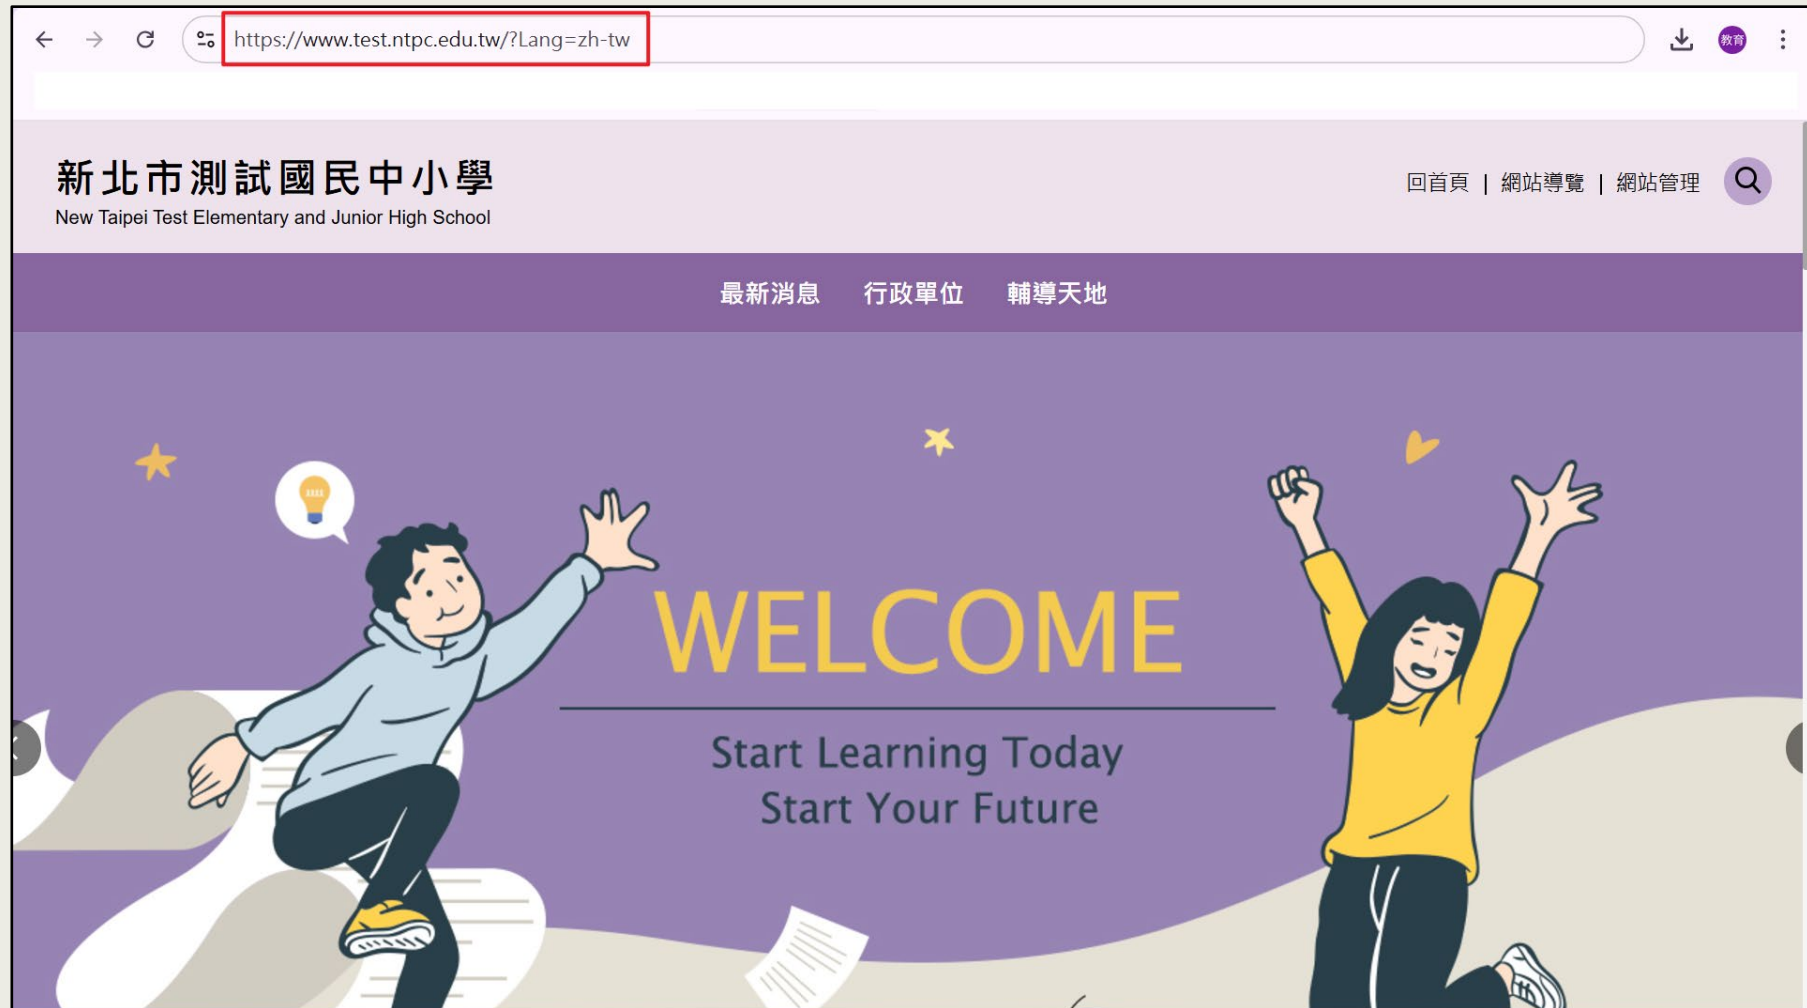 https://www.test.ntpc.edu.tw/?Lang=zh-tw
教育
新北市測試國民中小學
New Taipei Test Elementary and Junior High School
回首頁 | 網站導覽 | 網站管理
最新消息 行政單位 輔導天地
WELCOME
Start Learning Today
Start Your Future